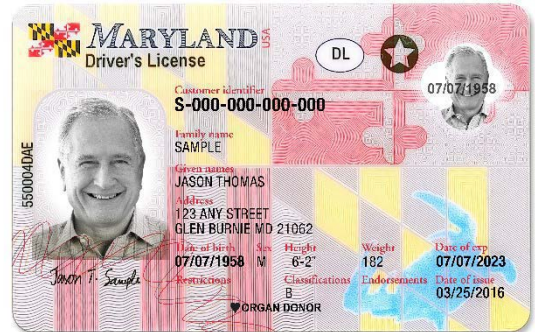 MARYLAND USA
Driver's License
DL
07/07/1958
Customer identifier
S-000-000-000-000
Family name
SAMPLE
Given names
JASON THOMAS
Address
123 ANY STREET
GLEN BURNIE MD 21062
Date of birth Sex Height Weight Date of exp
07/07/1958 M 6'-2" 182 07/07/2023
Restrictions Classifications Endorsements Date of issue
B 03/25/2016
ORGAN DONOR
550004DAE
Jason T. Sample